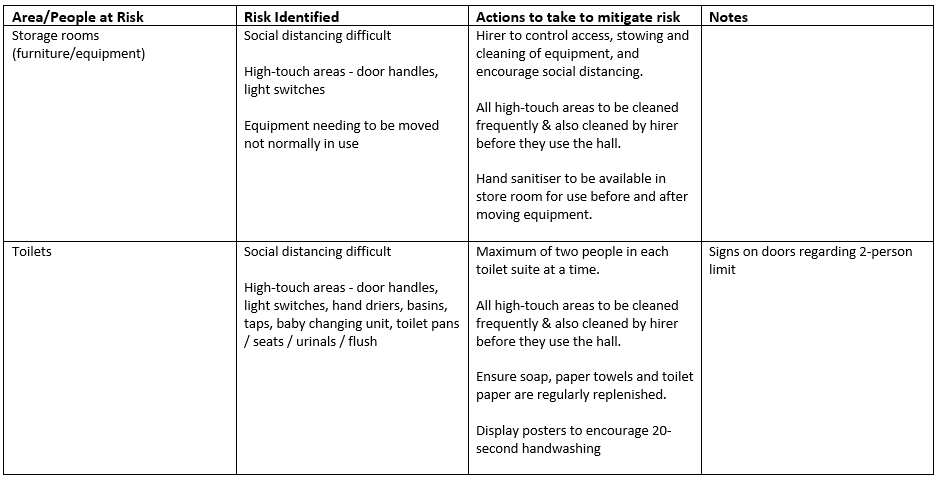 Area/People at Risk
Risk Identified
Actions to take to mitigate risk
Notes
Storage rooms
(furniture/equipment)
Social distancing difficult
High-touch areas - door handles,
light switches
Equipment needing to be moved
not normally in use
Hirer to control access, stowing and
cleaning of equipment, and
encourage social distancing.
All high-touch areas to be cleaned
frequently & also cleaned by hirer
before they use the hall.
Hand sanitiser to be available in
store room for use before and after
moving equipment.
Toilets
Social distancing difficult
High-touch areas - door handles,
light switches, hand driers, basins,
taps, baby changing unit, toilet pans
/ seats / urinals / flush
Maximum of two people in each
toilet suite at a time.
All high-touch areas to be cleaned
frequently & also cleaned by hirer
before they use the hall.
Ensure soap, paper towels and toilet
paper are regularly replenished.
Display posters to encourage 20-
second handwashing
Signs on doors regarding 2-person
limit